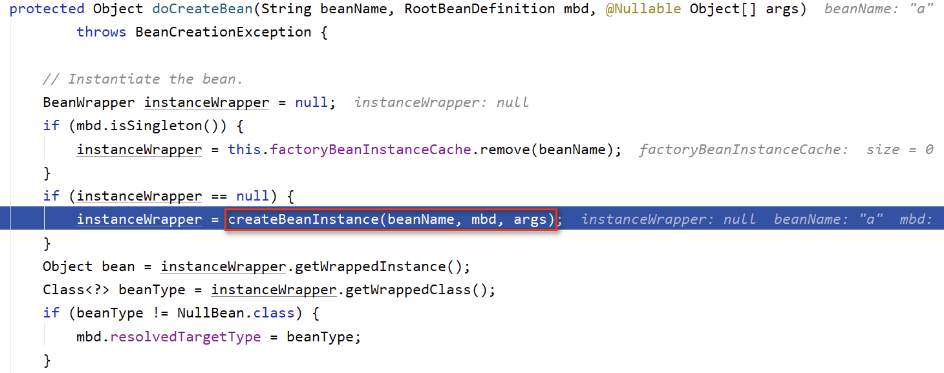 protected Object doCreateBean(String beanName, RootBeanDefinition mbd, @Nullable Object[] args)  beanName: "a"
        throws BeanCreationException {

    // Instantiate the bean.
    BeanWrapper instanceWrapper = null;  instanceWrapper: null
    if (mbd.isSingleton()) {
        instanceWrapper = this.factoryBeanInstanceCache.remove(beanName);  factoryBeanInstanceCache:  size = 0
    }
    if (instanceWrapper == null) {
        instanceWrapper = createBeanInstance(beanName, mbd, args);  instanceWrapper: null  beanName: "a"  mbd:
    }
    Object bean = instanceWrapper.getWrappedInstance();
    Class<?> beanType = instanceWrapper.getWrappedClass();
    if (beanType != NullBean.class) {
        mbd.resolvedTargetType = beanType;
    }